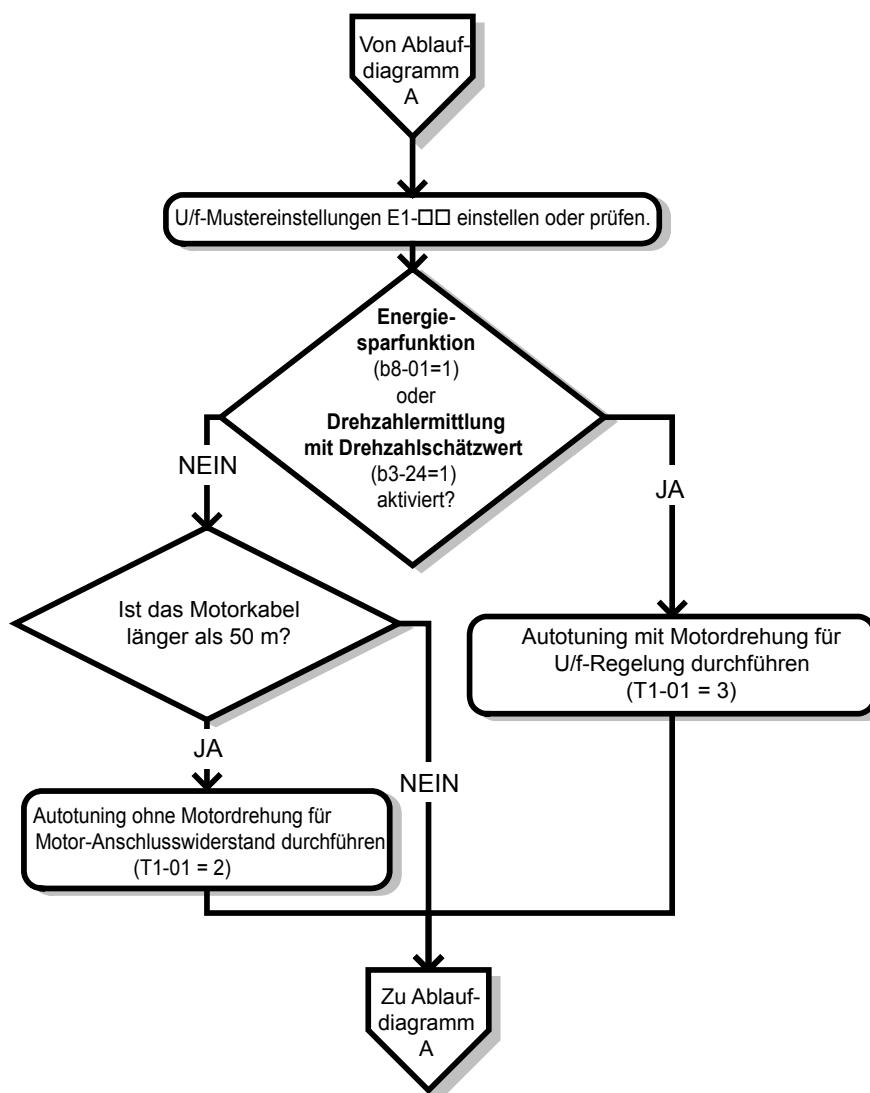 Von Ablauf-
diagramm
A
U/f-Mustereinstellungen E1-□□ einstellen oder prüfen.
Energie-
sparfunktion
(b8-01=1)
oder
Drehzahlermittlung
mit Drehzahlschätzwert
(b3-24=1)
aktiviert?
NEIN
JA
Ist das Motorkabel
länger als 50 m?
Autotuning mit Motordrehung für
U/f-Regelung durchführen
(T1-01 = 3)
JA
NEIN
Autotuning ohne Motordrehung für
Motor-Anschlusswiderstand durchführen
(T1-01 = 2)
Zu Ablauf-
diagramm
A